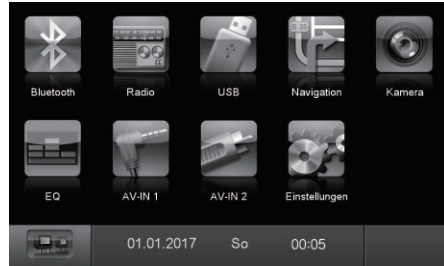 Bluetooth Radio USB Navigation Kamera
EQ AV-IN 1 AV-IN 2 Einstellungen
01.01.2017 So 00:05